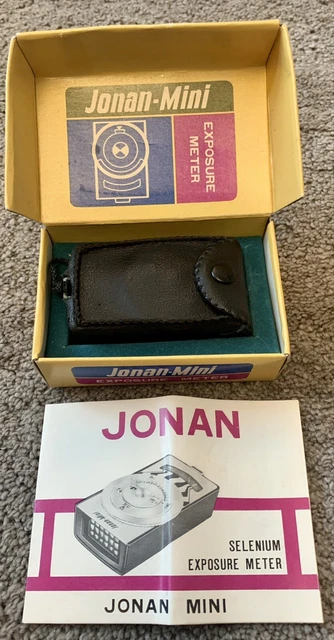 Jonan-Mini
EXPOSURE
METER
Jonan-Mini
EXPOSURE METER
JONAN
SELENIUM
EXPOSURE METER
JONAN MINI